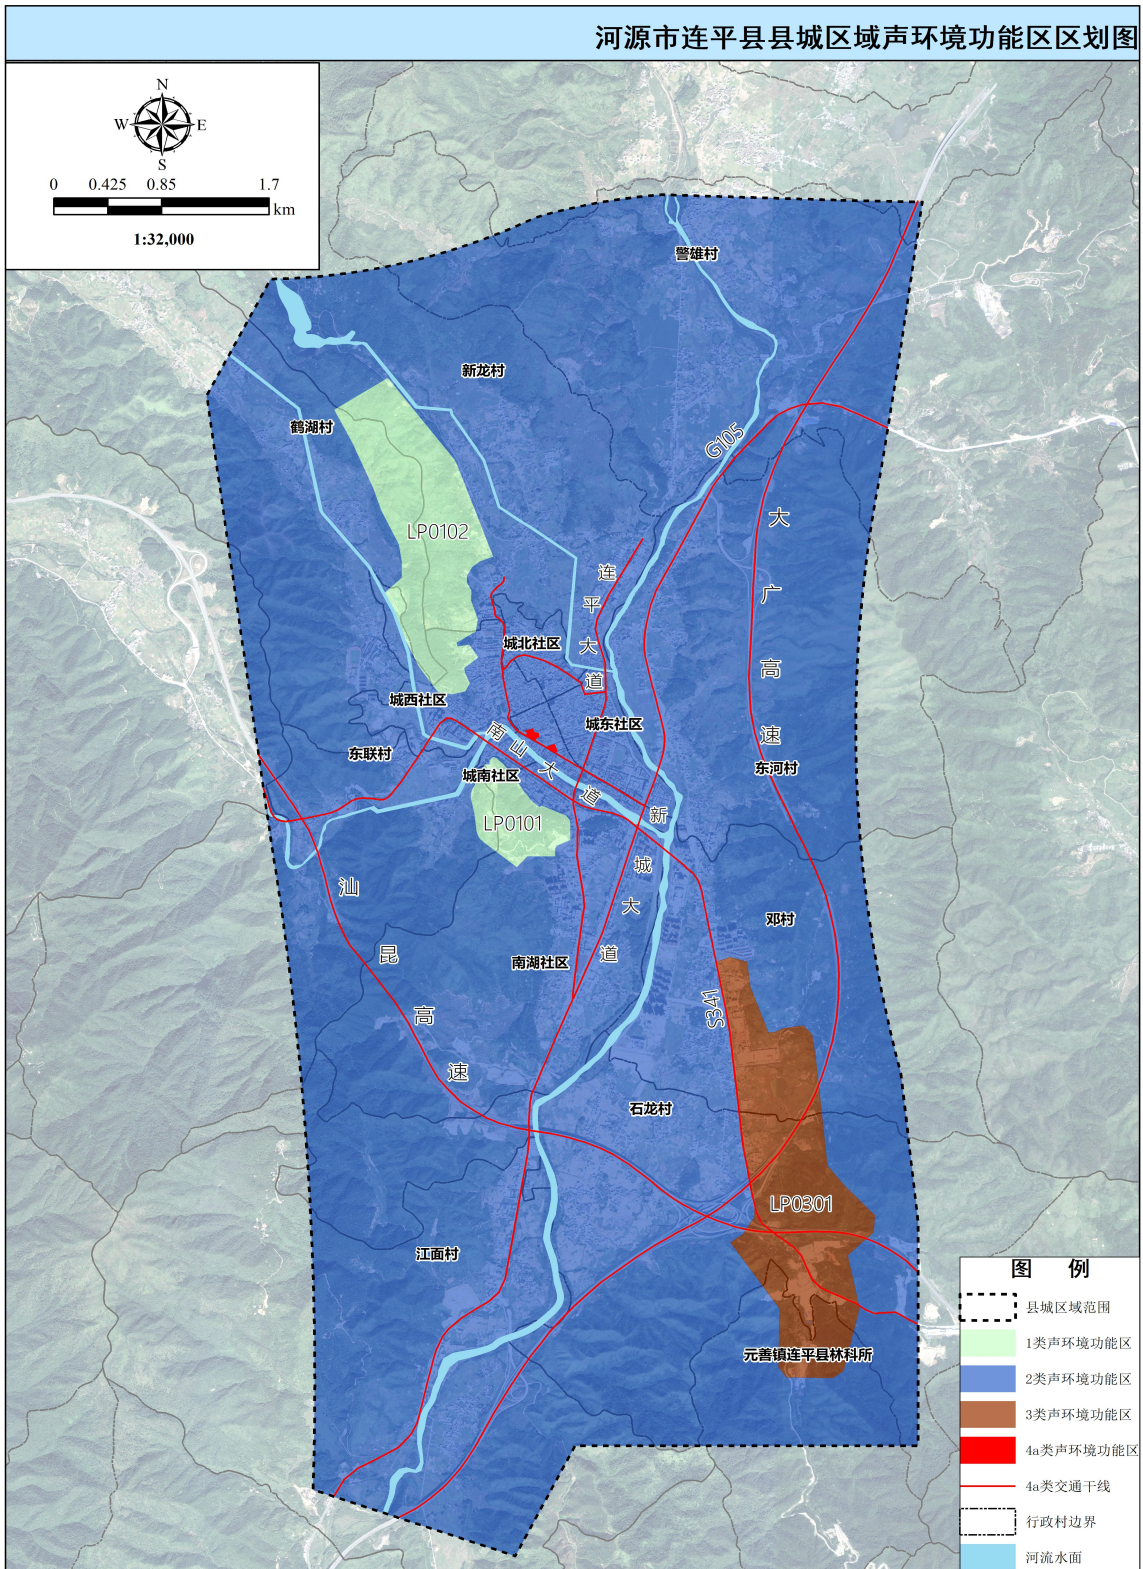 河源市连平县县城区域声环境功能区区划图
N
W E
S
0 0.425 0.85 1.7
km
1:32,000
警雄村
新龙村
鹤湖村
G105
LP0102
大广高速
连平大道
城北社区
城西社区
城东社区
南山大道
东联村
东河村
城南社区
LP0101
新城大道
汕昆高速
邓村
南湖社区
S341
石龙村
LP0301
江面村
元善镇连平县林科所
图 例
县城区域范围
1类声环境功能区
2类声环境功能区
3类声环境功能区
4a类声环境功能区
4a类交通干线
行政村边界
河流水面